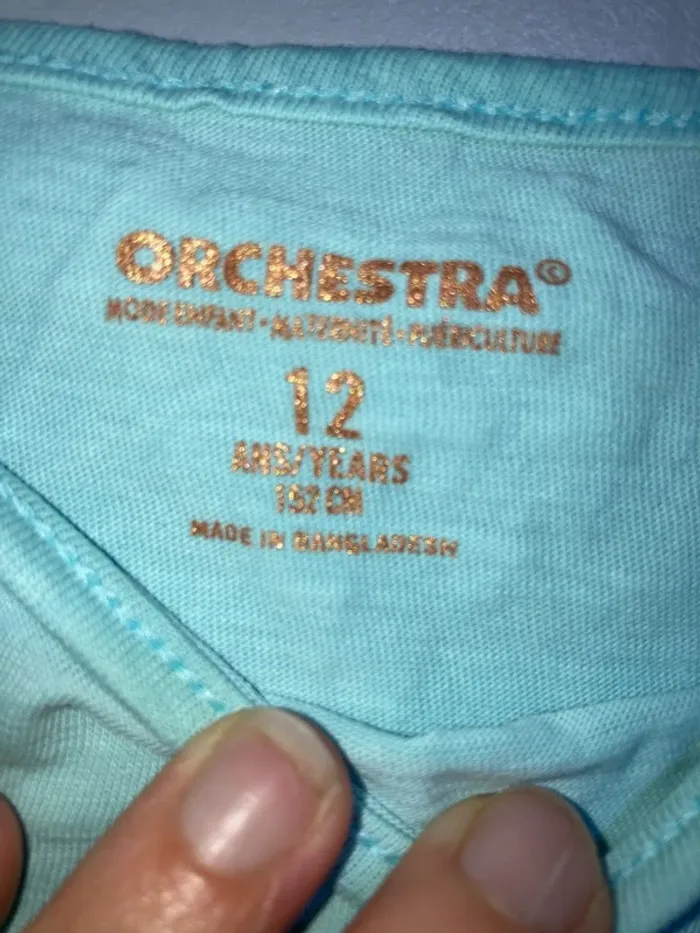 ORCHESTRA©
MODE ENFANT • MATERNITÉ • PUÉRICULTURE
12
ANS/YEARS
152 CM
MADE IN BANGLADESH